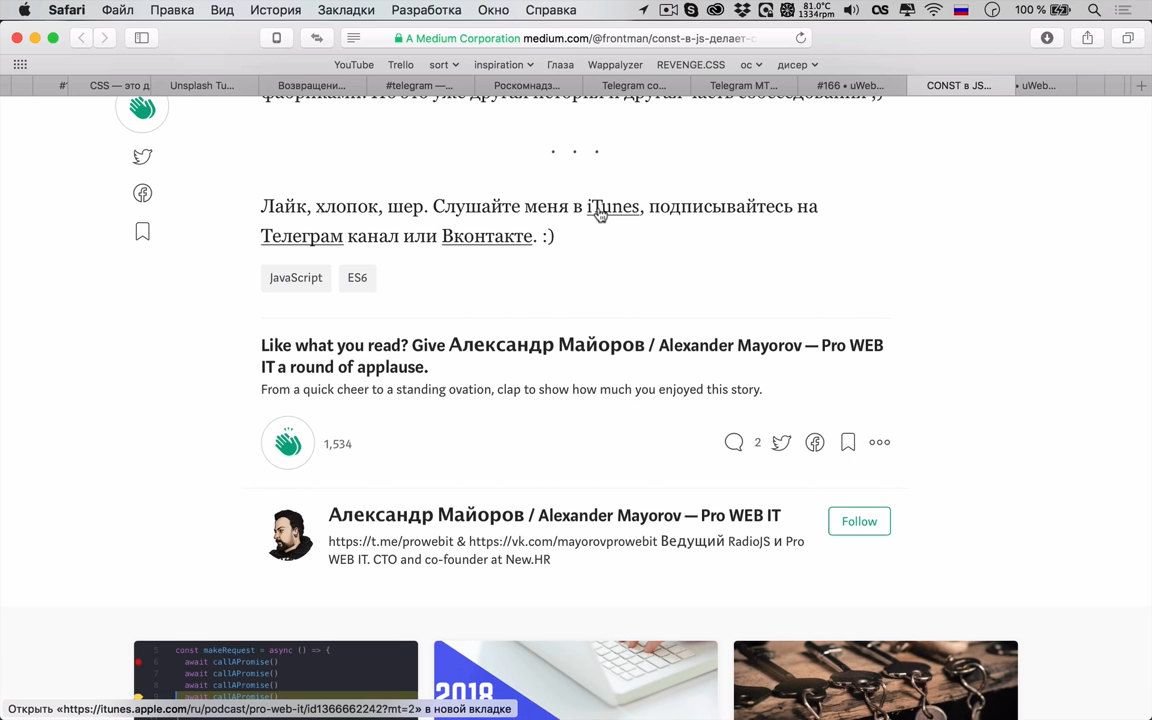 Safari Файл Правка Вид История Закладки Разработка Окно Справка 81.0°C 1334rpm 100 %
A Medium Corporation medium.com/@frontman/const-в-js-делает-с
YouTube Trello sort inspiration Глаза Wappalyzer REVENGE.CSS ос дисер
CSS — это д Unsplash Tu... Возвращени... #telegram —... Роскомнадз... Telegram со... Telegram MT... #166 • uWeb... CONST в JS... • uWeb...
. . .
Лайк, хлопок, шер. Слушайте меня в iTunes, подписывайтесь на
Телеграм канал или Вконтакте. :)
JavaScript ES6
Like what you read? Give Александр Майоров / Alexander Mayorov — Pro WEB
IT a round of applause.
From a quick cheer to a standing ovation, clap to show how much you enjoyed this story.
1,534 2
Александр Майоров / Alexander Mayorov — Pro WEB IT
Follow
https://t.me/prowebit & https://vk.com/mayorovprowebit Ведущий RadioJS и Pro
WEB IT. CTO and co-founder at New.HR
5 const makeRequest = async () => {
6 await callAPromise()
7 await callAPromise()
8 await callAPromise()
await callAPromise()
2018
Открыть «https://itunes.apple.com/ru/podcast/pro-web-it/id1366662242?mt=2» в новой вкладке